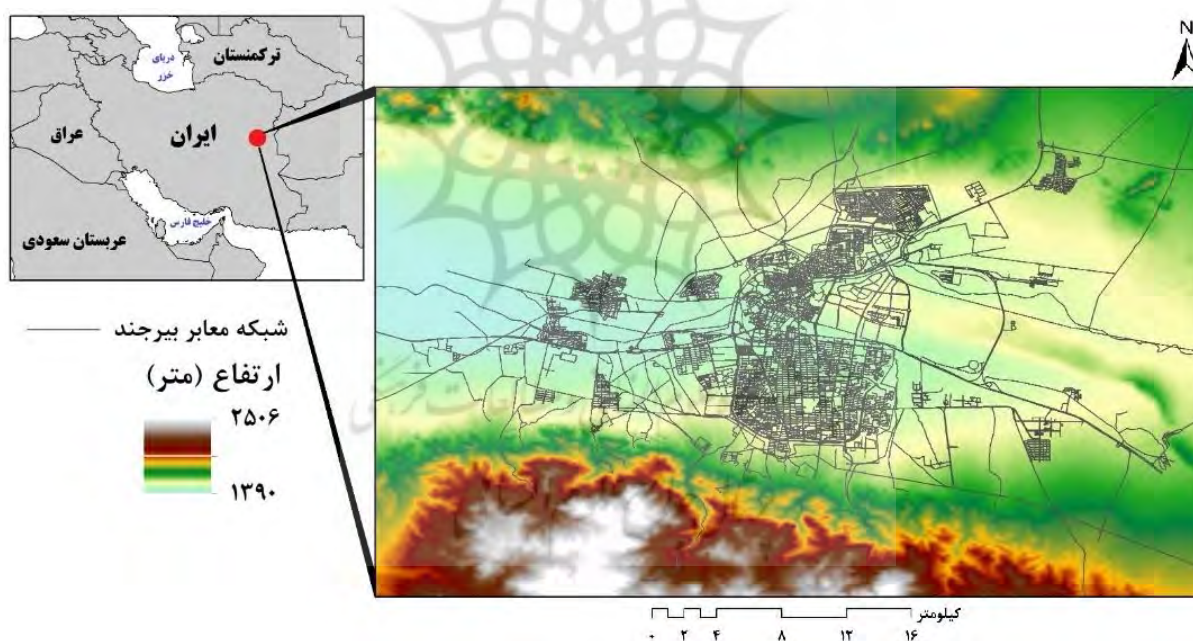 N
ترکمنستان
دریای
خزر
ایران
عراق
خلیج فارس
عربستان سعودی
شبکه معابر بیرجند
ارتفاع (متر)
۲۵۰۶
۱۳۹۰
کیلومتر
۰ ۲ ۴ ۸ ۱۲ ۱۶